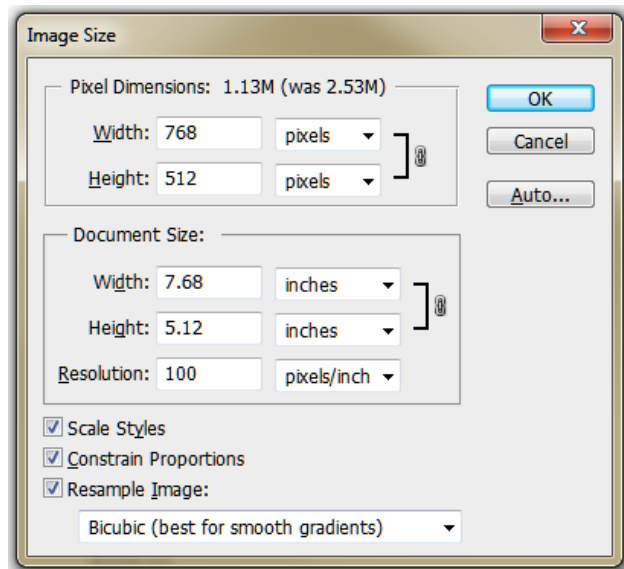 Image Size
Pixel Dimensions: 1.13M (was 2.53M)
Width: 768 pixels
Height: 512 pixels
OK
Cancel
Auto...
Document Size:
Width: 7.68 inches
Height: 5.12 inches
Resolution: 100 pixels/inch
Scale Styles
Constrain Proportions
Resample Image:
Bicubic (best for smooth gradients)